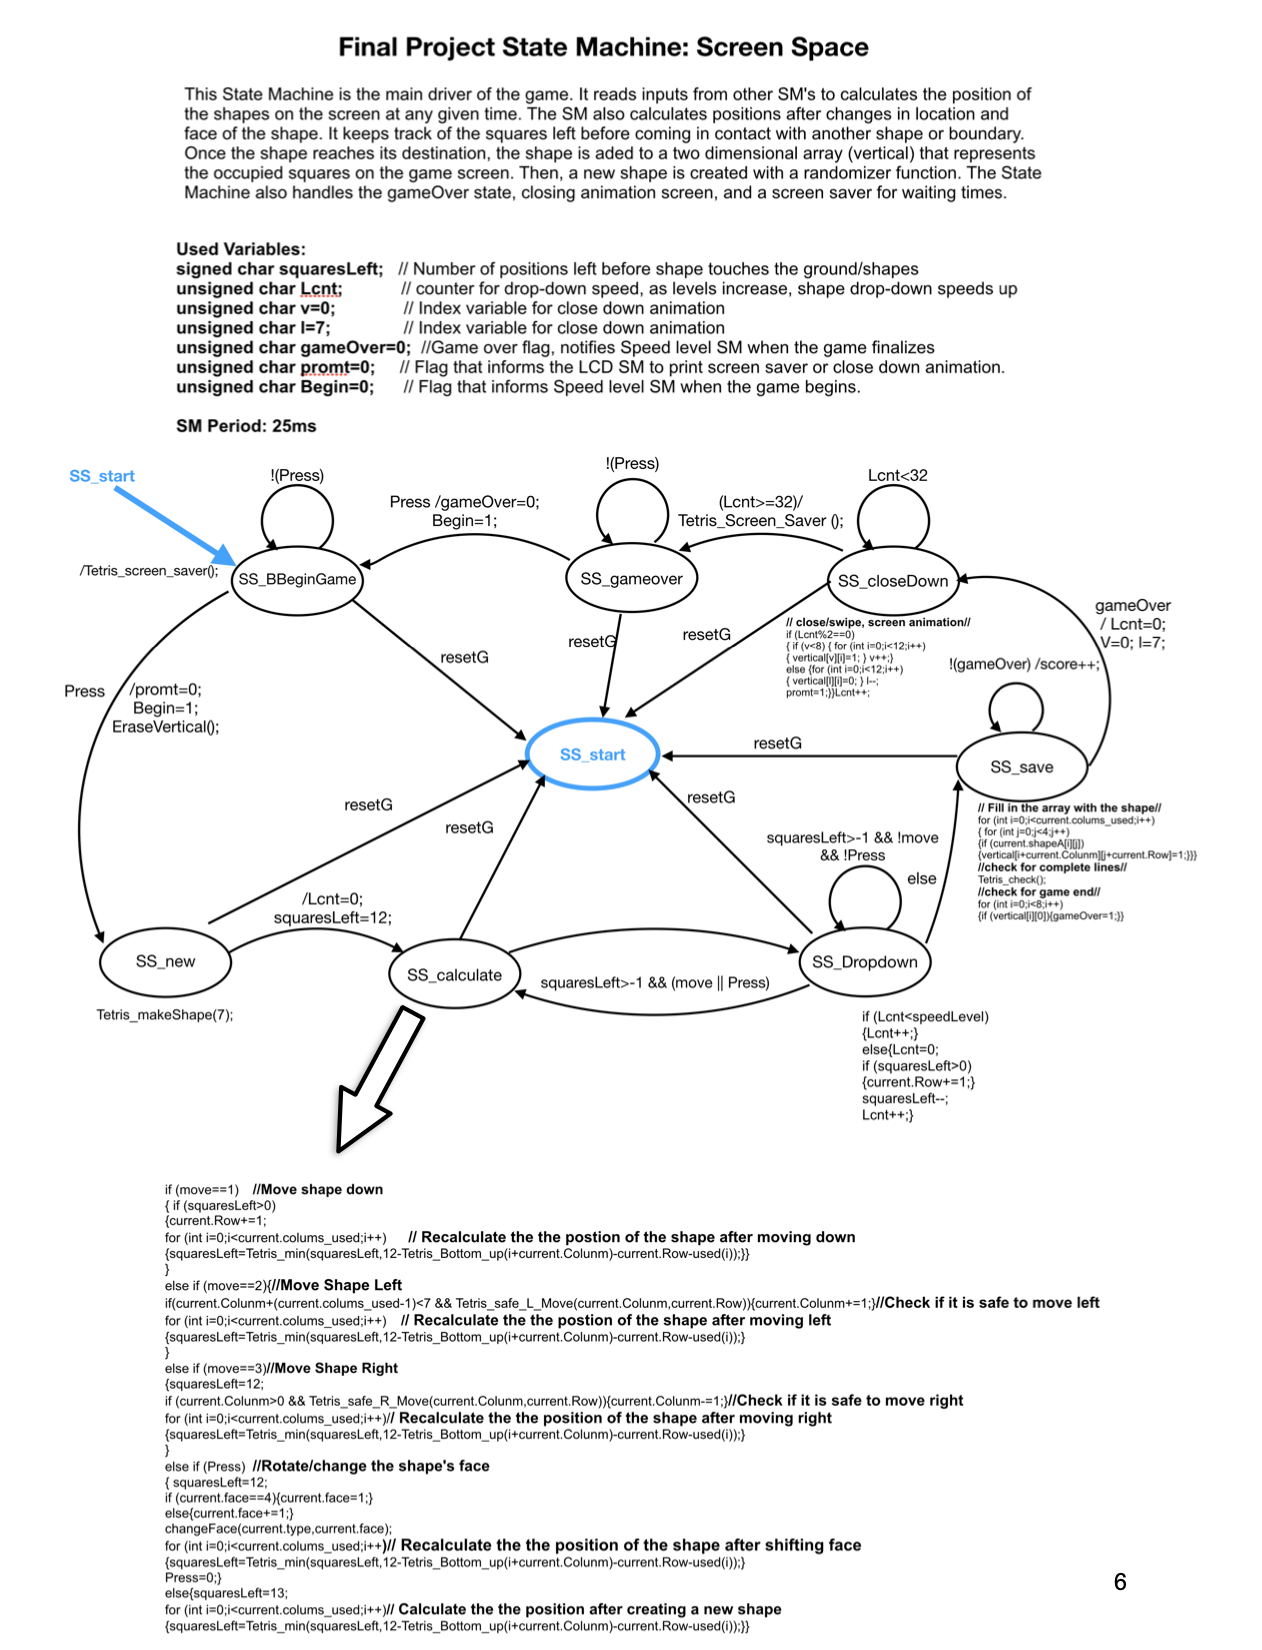 Final Project State Machine: Screen Space
This State Machine is the main driver of the game. It reads inputs from other SM's to calculates the position of
the shapes on the screen at any given time. The SM also calculates positions after changes in location and
face of the shape. It keeps track of the squares left before coming in contact with another shape or boundary.
Once the shape reaches its destination, the shape is aded to a two dimensional array (vertical) that represents
the occupied squares on the game screen. Then, a new shape is created with a randomizer function. The State
Machine also handles the gameOver state, closing animation screen, and a screen saver for waiting times.
Used Variables:
signed char squaresLeft; // Number of positions left before shape touches the ground/shapes
unsigned char Lcnt; // counter for drop-down speed, as levels increase, shape drop-down speeds up
unsigned char v=0; // Index variable for close down animation
unsigned char l=7; // Index variable for close down animation
unsigned char gameOver=0; //Game over flag, notifies Speed level SM when the game finalizes
unsigned char promt=0; // Flag that informs the LCD SM to print screen saver or close down animation.
unsigned char Begin=0; // Flag that informs Speed level SM when the game begins.
SM Period: 25ms
SS_start
!(Press)
!(Press)
Lcnt<32
Press /gameOver=0;
Begin=1;
(Lcnt>=32)/
Tetris_Screen_Saver ();
/Tetris_screen_saver();
SS_BBeginGame
SS_gameover
SS_closeDown
gameOver
/ Lcnt=0;
V=0; l=7;
// close/swipe, screen animation//
if (Lcnt%2==0)
{ if (v<8) { for (int i=0;i<12;i++)
{ vertical[v][i]=1; } v++;}
else {for (int i=0;i<12;i++)
{ vertical[l][i]=0; } l--;
promt=1;}}Lcnt++;
resetG
resetG
resetG
!(gameOver) /score++;
Press
/promt=0;
Begin=1;
EraseVertical();
SS_start
resetG
SS_save
resetG
resetG
resetG
// Fill in the array with the shape//
for (int i=0;i<current.colums_used;i++)
{ for (int j=0;j<4;j++)
{if (current.shapeA[i][j])
{vertical[i+current.Colunm][j+current.Row]=1;}}}
//check for complete lines//
Tetris_check();
//check for game end//
for (int i=0;i<8;i++)
{if (vertical[i][0]){gameOver=1;}}
squaresLeft>-1 && !move
&& !Press
else
/Lcnt=0;
squaresLeft=12;
SS_new
SS_calculate
SS_Dropdown
squaresLeft>-1 && (move || Press)
Tetris_makeShape(7);
if (Lcnt<speedLevel)
{Lcnt++;}
else{Lcnt=0;
if (squaresLeft>0)
{current.Row+=1;}
squaresLeft--;
Lcnt++;}
if (move==1) //Move shape down
{ if (squaresLeft>0)
{current.Row+=1;
for (int i=0;i<current.colums_used;i++) // Recalculate the the postion of the shape after moving down
{squaresLeft=Tetris_min(squaresLeft,12-Tetris_Bottom_up(i+current.Colunm)-current.Row-used(i));}}
}
else if (move==2){//Move Shape Left
if(current.Colunm+(current.colums_used-1)<7 && Tetris_safe_L_Move(current.Colunm,current.Row)){current.Colunm+=1;}//Check if it is safe to move left
for (int i=0;i<current.colums_used;i++) // Recalculate the the postion of the shape after moving left
{squaresLeft=Tetris_min(squaresLeft,12-Tetris_Bottom_up(i+current.Colunm)-current.Row-used(i));}
}
else if (move==3)//Move Shape Right
{squaresLeft=12;
if (current.Colunm>0 && Tetris_safe_R_Move(current.Colunm,current.Row)){current.Colunm-=1;}//Check if it is safe to move right
for (int i=0;i<current.colums_used;i++)// Recalculate the the position of the shape after moving right
{squaresLeft=Tetris_min(squaresLeft,12-Tetris_Bottom_up(i+current.Colunm)-current.Row-used(i));}
}
else if (Press) //Rotate/change the shape's face
{ squaresLeft=12;
if (current.face==4){current.face=1;}
else{current.face+=1;}
changeFace(current.type,current.face);
for (int i=0;i<current.colums_used;i++)// Recalculate the the position of the shape after shifting face
{squaresLeft=Tetris_min(squaresLeft,12-Tetris_Bottom_up(i+current.Colunm)-current.Row-used(i));}
Press=0;}
else{squaresLeft=13;
for (int i=0;i<current.colums_used;i++)// Calculate the the position after creating a new shape
{squaresLeft=Tetris_min(squaresLeft,12-Tetris_Bottom_up(i+current.Colunm)-current.Row-used(i));}}
6